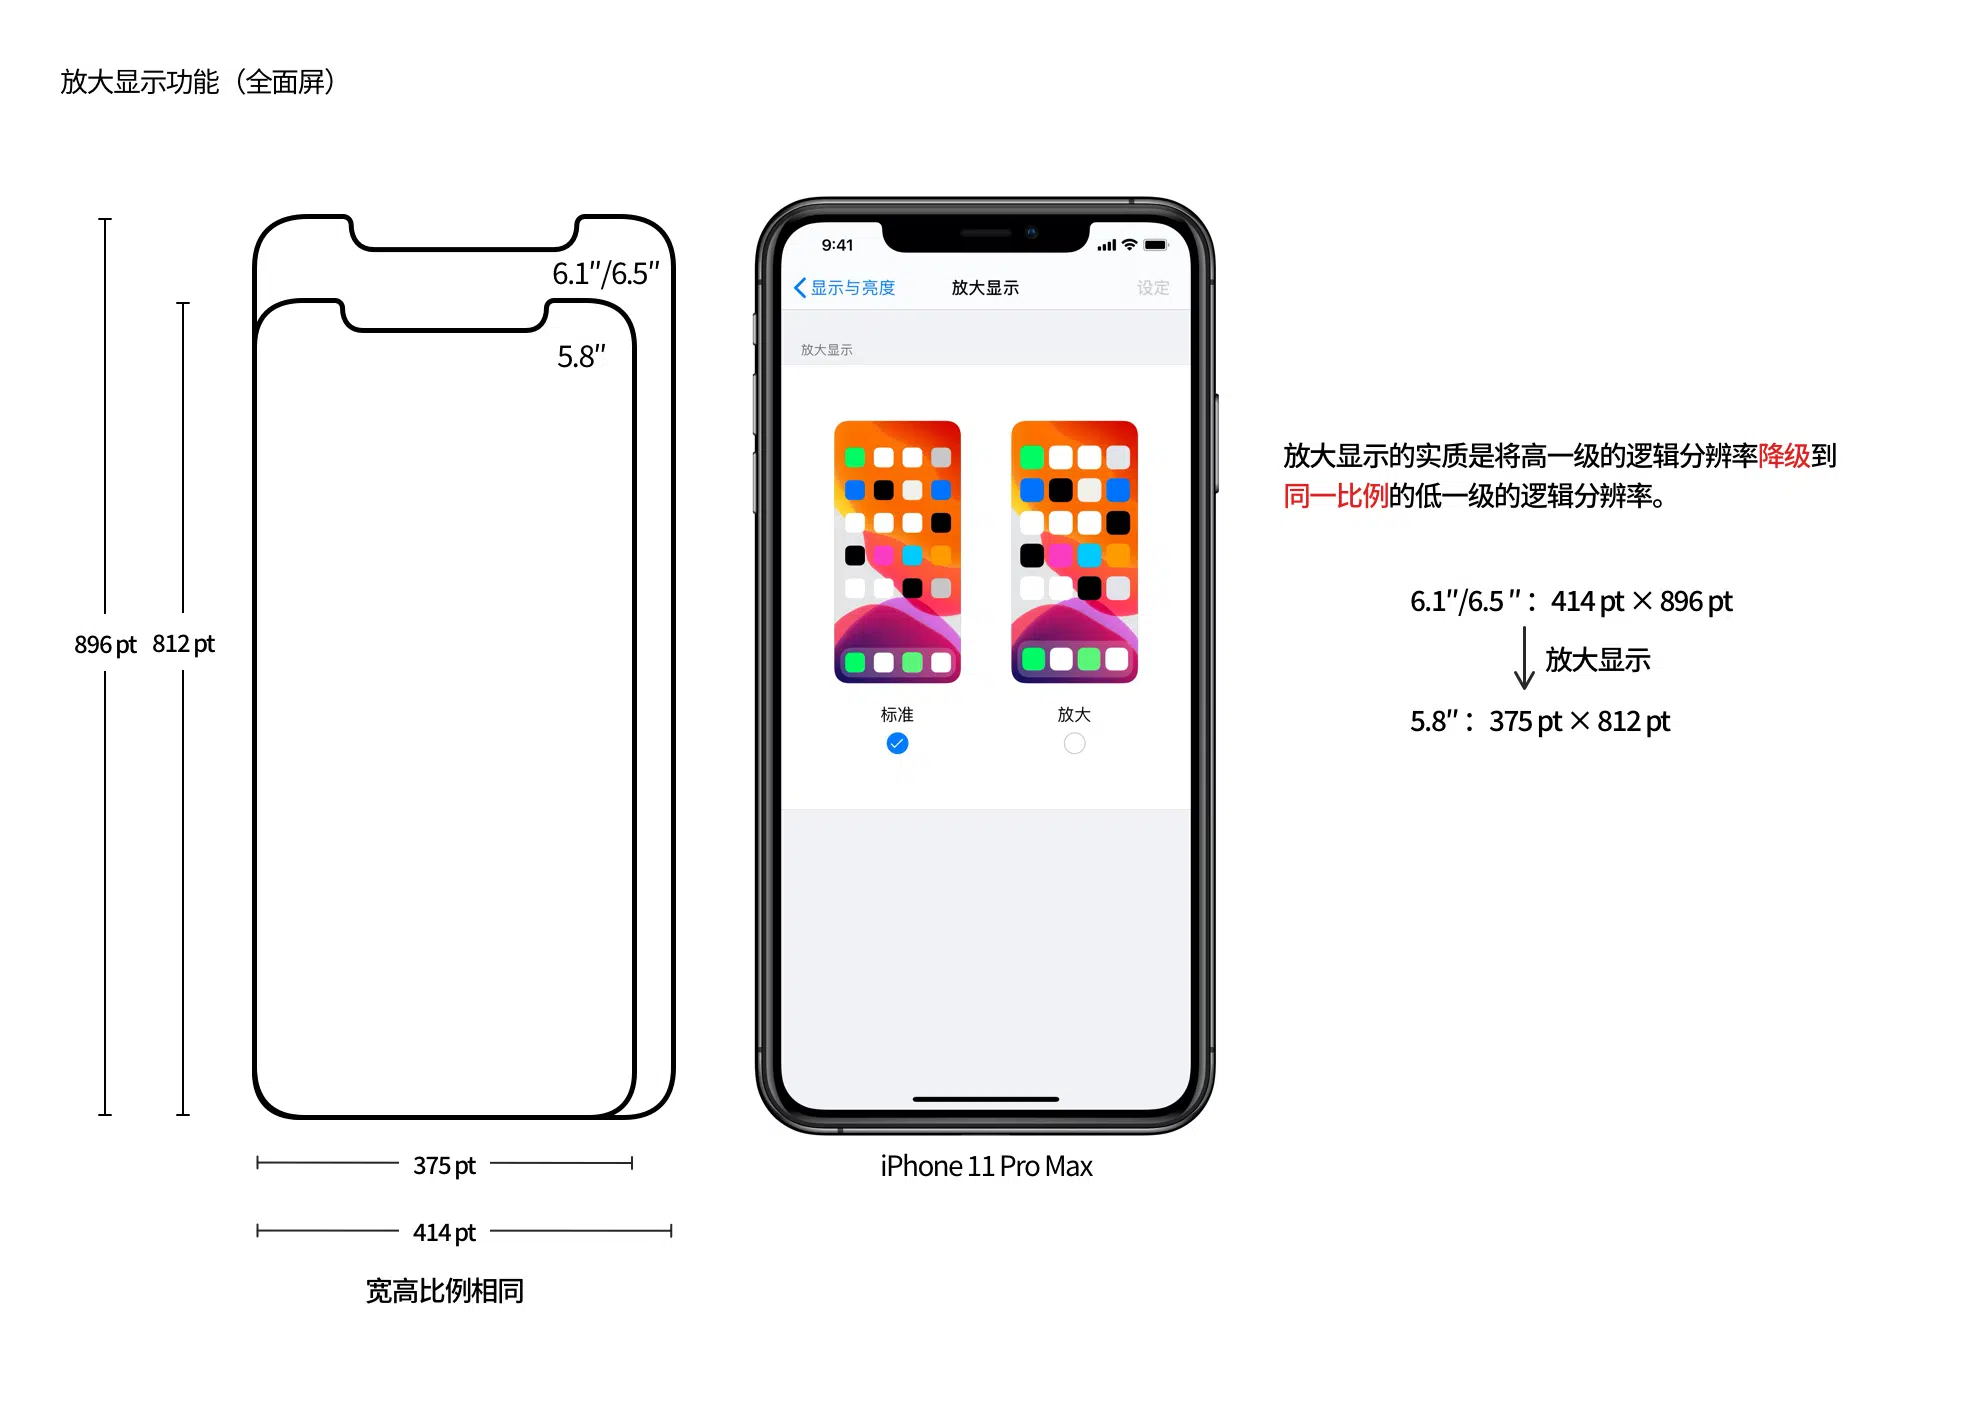 放大显示功能（全面屏）
6.1″/6.5″
5.8″
896 pt
812 pt
375 pt
414 pt
宽高比例相同
9:41
显示与亮度
放大显示
设定
放大显示
标准
放大
iPhone 11 Pro Max
放大显示的实质是将高一级的逻辑分辨率降级到
同一比例的低一级的逻辑分辨率。
6.1″/6.5 ″： 414 pt × 896 pt
放大显示
5.8″： 375 pt × 812 pt